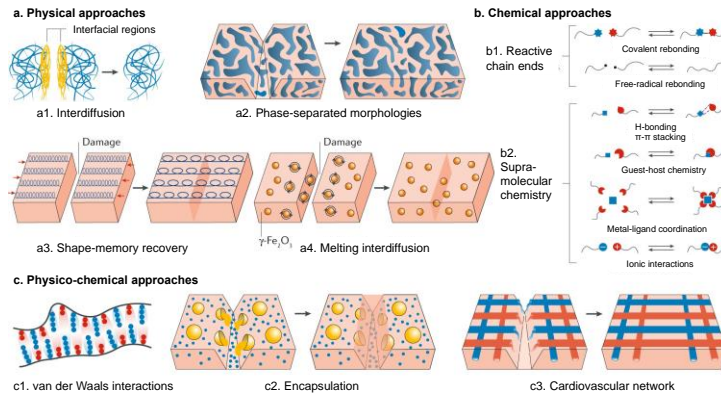 a. Physical approaches
Interfacial regions
a1. Interdiffusion
a2. Phase-separated morphologies
Damage
Damage
γ-Fe2O3
a3. Shape-memory recovery
a4. Melting interdiffusion
b. Chemical approaches
b1. Reactive
chain ends
Covalent rebonding
Free-radical rebonding
b2.
Supra-
molecular
chemistry
H-bonding
π-π stacking
Guest-host chemistry
Metal-ligand coordination
Ionic interactions
c. Physico-chemical approaches
c1. van der Waals interactions
c2. Encapsulation
c3. Cardiovascular network